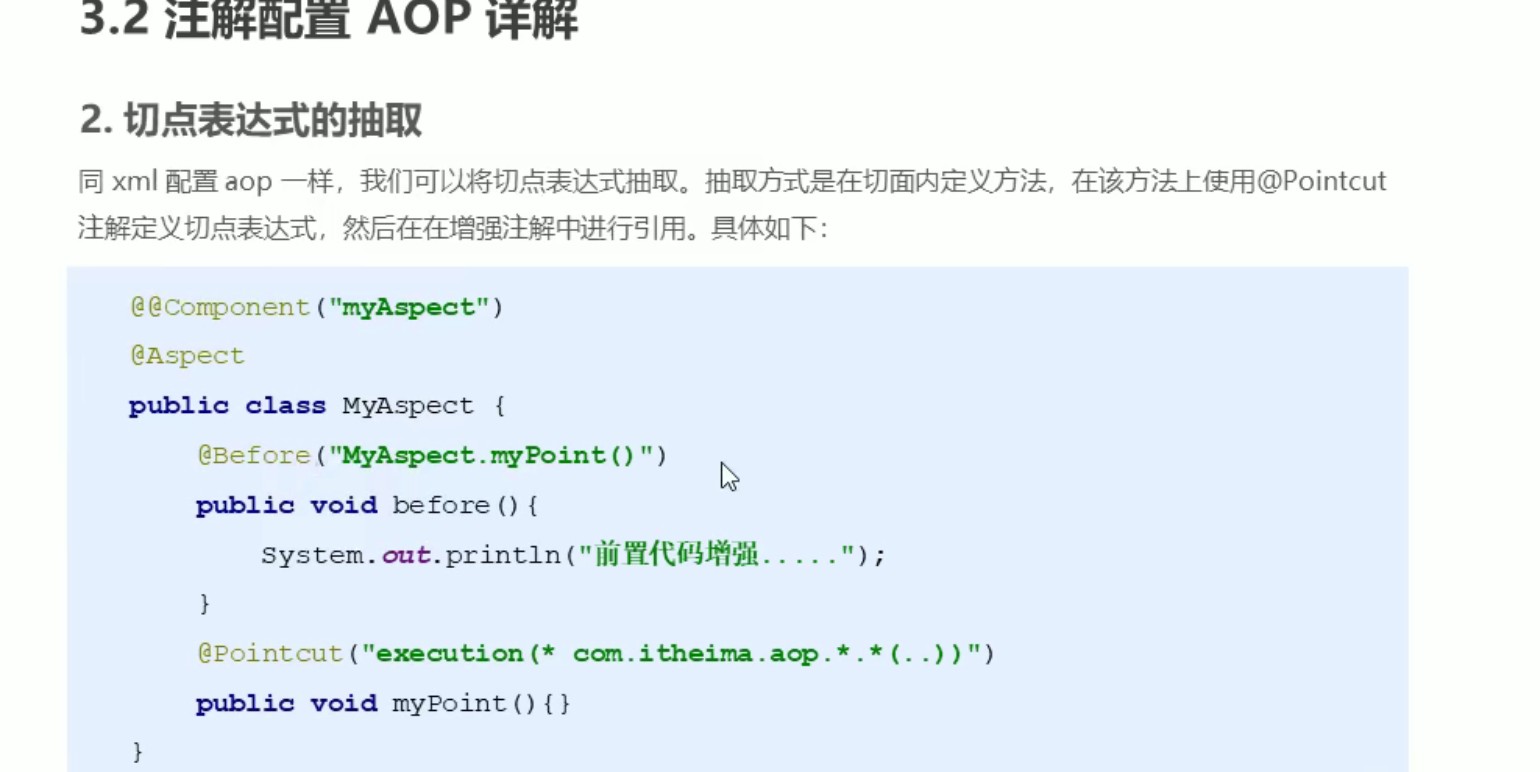 3.2 注解配置 AOP 详解
2. 切点表达式的抽取
同 xml 配置 aop 一样，我们可以将切点表达式抽取。抽取方式是在切面内定义方法，在该方法上使用@Pointcut
注解定义切点表达式，然后在在增强注解中进行引用。具体如下：
@@Component("myAspect")
@Aspect
public class MyAspect {
@Before("MyAspect.myPoint()")
public void before(){
System.out.println("前置代码增强.....");
}
@Pointcut("execution(* com.itheima.aop.*.*(..))")
public void myPoint(){}
}